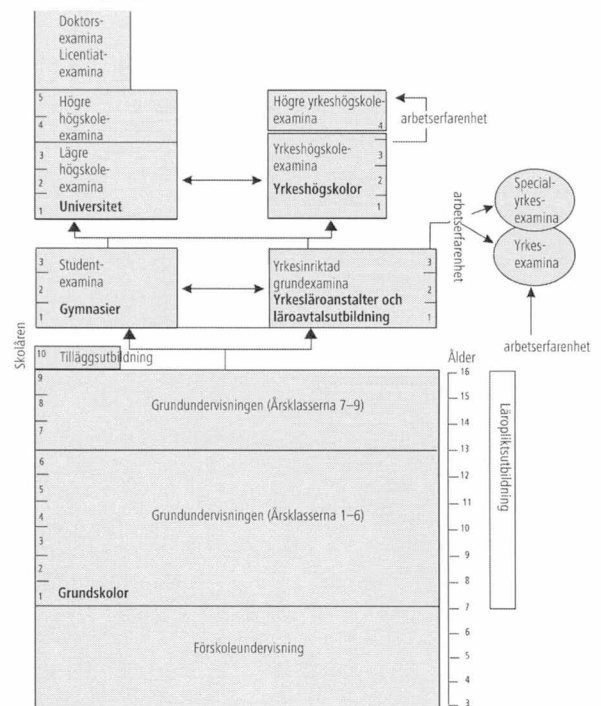 Doktors-
examina
Licentiat-
examina
5
4
Högre
högskole-
examina
3
2
1
Lägre
högskole-
examina
Universitet
Högre yrkeshögskole-
examina
4
arbetserfarenhet
Yrkeshögskole-
examina
Yrkeshögskolor
3
2
1
arbetserfarenhet
Special-
yrkes-
examina
Yrkes-
examina
arbetserfarenhet
3
2
1
Student-
examina
Gymnasier
Yrkesinriktad
grundexamina
Yrkesläroanstalter och
läroavtalsutbildning
3
2
1
Skolåren
10 Tilläggsutbildning
9
8
7
Grundundervisningen (Årsklasserna 7–9)
6
5
4
3
2
1
Grundundervisningen (Årsklasserna 1–6)
Grundskolor
Förskoleundervisning
Ålder
16
15
14
13
12
11
10
9
8
7
6
5
4
3
Läropliktsutbildning